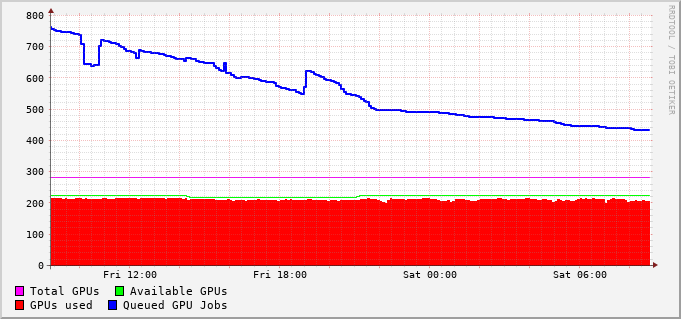 800
700
600
500
400
300
200
100
0
Fri 12:00 Fri 18:00 Sat 00:00 Sat 06:00
Total GPUs Available GPUs
GPUs used Queued GPU Jobs
RRDTOOL / TOBI OETIKER